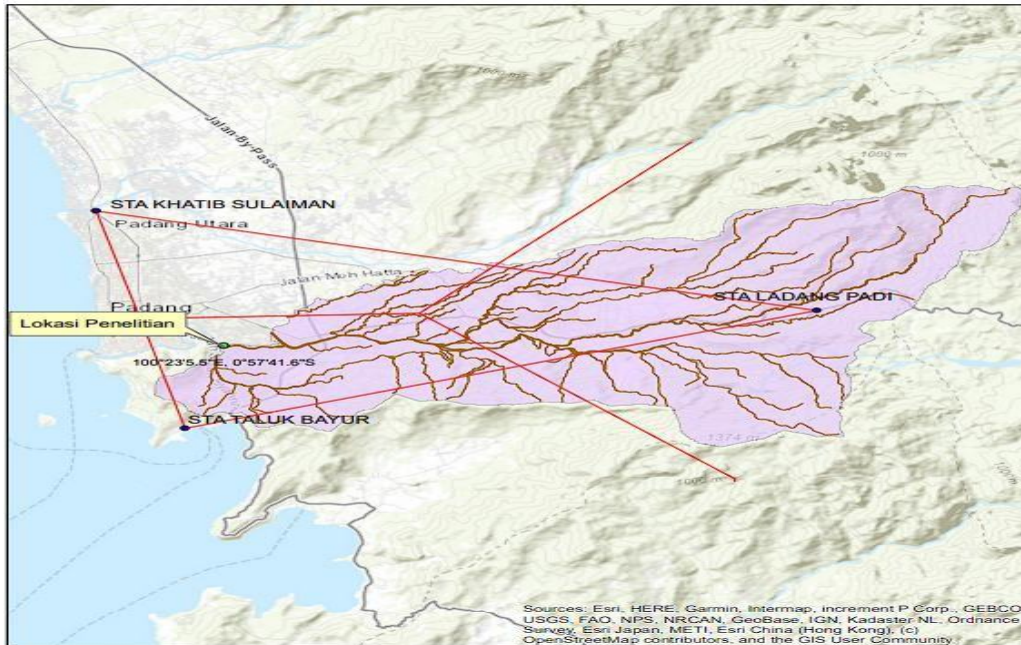 1000 m
Jalan-By-Pass
1000 m
STA KHATIB SULAIMAN
Padang Utara
Jalan-Moh Hatta
STA LADANG PADI
Padang
Lokasi Penelitian
100°23'5.5"E, 0°57'41.6"S
STA TALUK BAYUR
1374 m
1000 m
1000 m
Sources: Esri, HERE, Garmin, Intermap, increment P Corp., GEBCO
USGS, FAO, NPS, NRCAN, GeoBase, IGN, Kadaster NL, Ordnance
Survey, Esri Japan, METI, Esri China (Hong Kong), (c)
OpenStreetMap contributors, and the GIS User Community